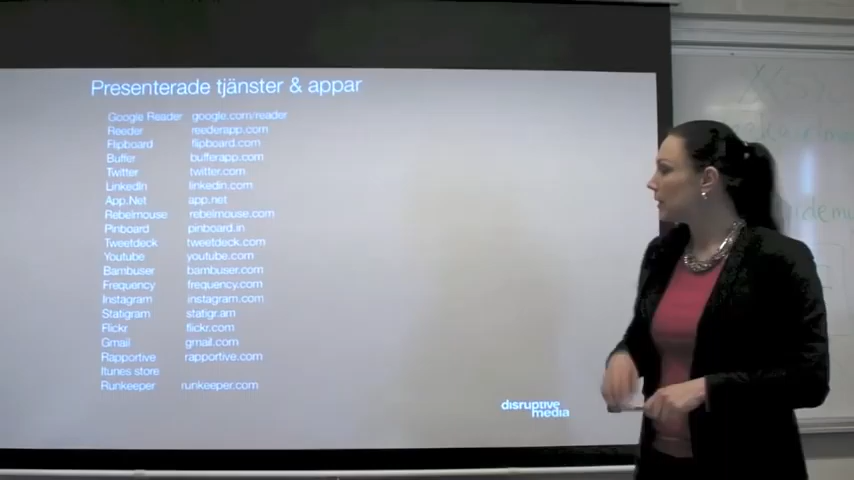 Presenterade tjänster & appar
Google Reader google.com/reader
Reeder reederapp.com
Flipboard flipboard.com
Buffer bufferapp.com
Twitter twitter.com
LinkedIn linkedin.com
App.Net app.net
Rebelmouse rebelmouse.com
Pinboard pinboard.in
Tweetdeck tweetdeck.com
Youtube youtube.com
Bambuser bambuser.com
Frequency frequency.com
Instagram instagram.com
Statigram statigr.am
Flickr flickr.com
Gmail gmail.com
Rapportive rapportive.com
Itunes store
Runkeeper runkeeper.com
disruptive
media